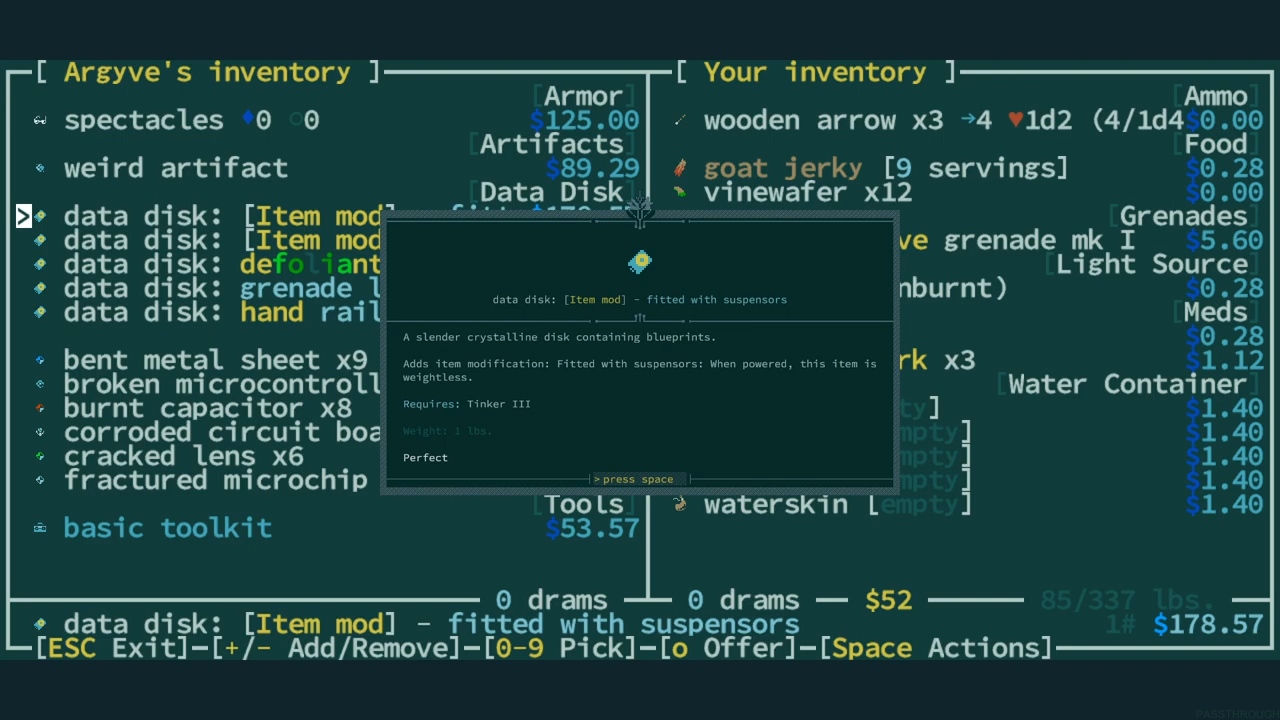 [ Argyve's inventory ]
[Armor]
spectacles ♦0 ○0 $125.00
[Artifacts]
weird artifact $89.29
[Data Disk]
> data disk: [Item mod]
data disk: [Item mod
data disk: defoliant
data disk: grenade l
data disk: hand rail
bent metal sheet x9
broken microcontroll
burnt capacitor x8
corroded circuit boa
cracked lens x6
fractured microchip
[Tools]
basic toolkit $53.57
[ Your inventory ]
[Ammo]
wooden arrow x3 →4 ♥1d2 (4/1d4 $0.00
[Food]
goat jerky [9 servings] $0.28
vinewafer x12 $0.00
[Grenades]
ve grenade mk I $5.60
[Light Source]
nburnt) $0.28
[Meds]
$0.28
rk x3 $1.12
[Water Container]
ty] $1.40
mpty] $1.40
mpty] $1.40
mpty] $1.40
waterskin [empty] $1.40
data disk: [Item mod] - fitted with suspensors
A slender crystalline disk containing blueprints.
Adds item modification: Fitted with suspensors: When powered, this item is
weightless.
Requires: Tinker III
Weight: 1 lbs.
Perfect
>press space
0 drams 0 drams $52 85/337 lbs.
data disk: [Item mod] - fitted with suspensors 1# $178.57
[ESC Exit] [+/- Add/Remove] [0-9 Pick] [o Offer] [Space Actions]